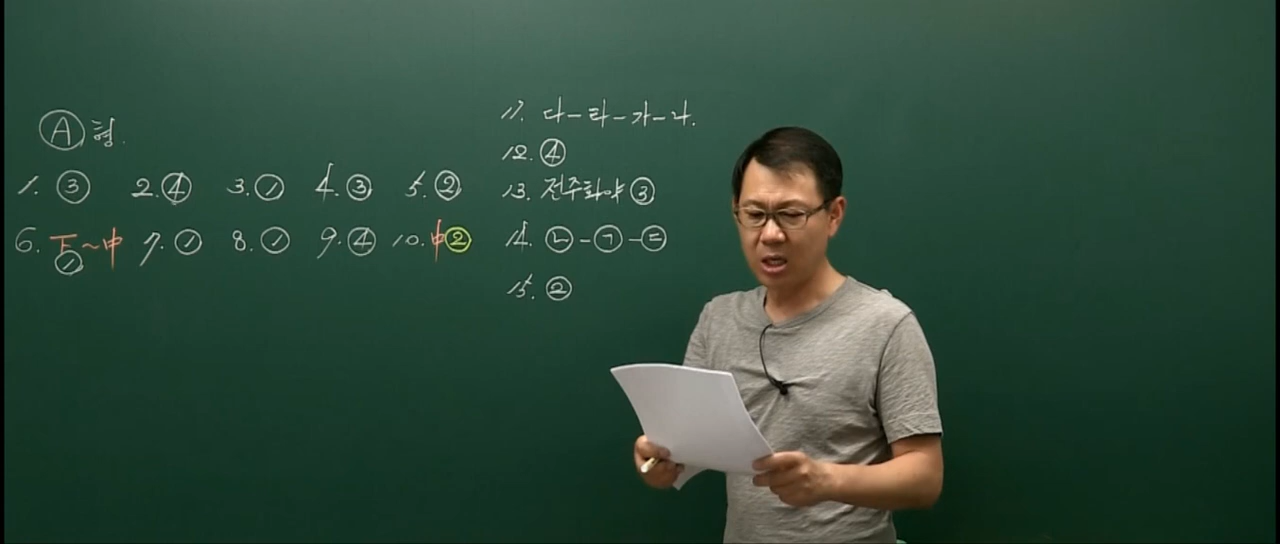 Ⓐ형.
1. ③ 2. ④ 3. ① 4. ③ 5. ②
6. 下~中 ① 7. ① 8. ① 9. ④ 10. 中 ②
11. 다-라-가-나.
12. ④
13. 전주화약 ③
14. ㉡-㉠-㉢
15. ②